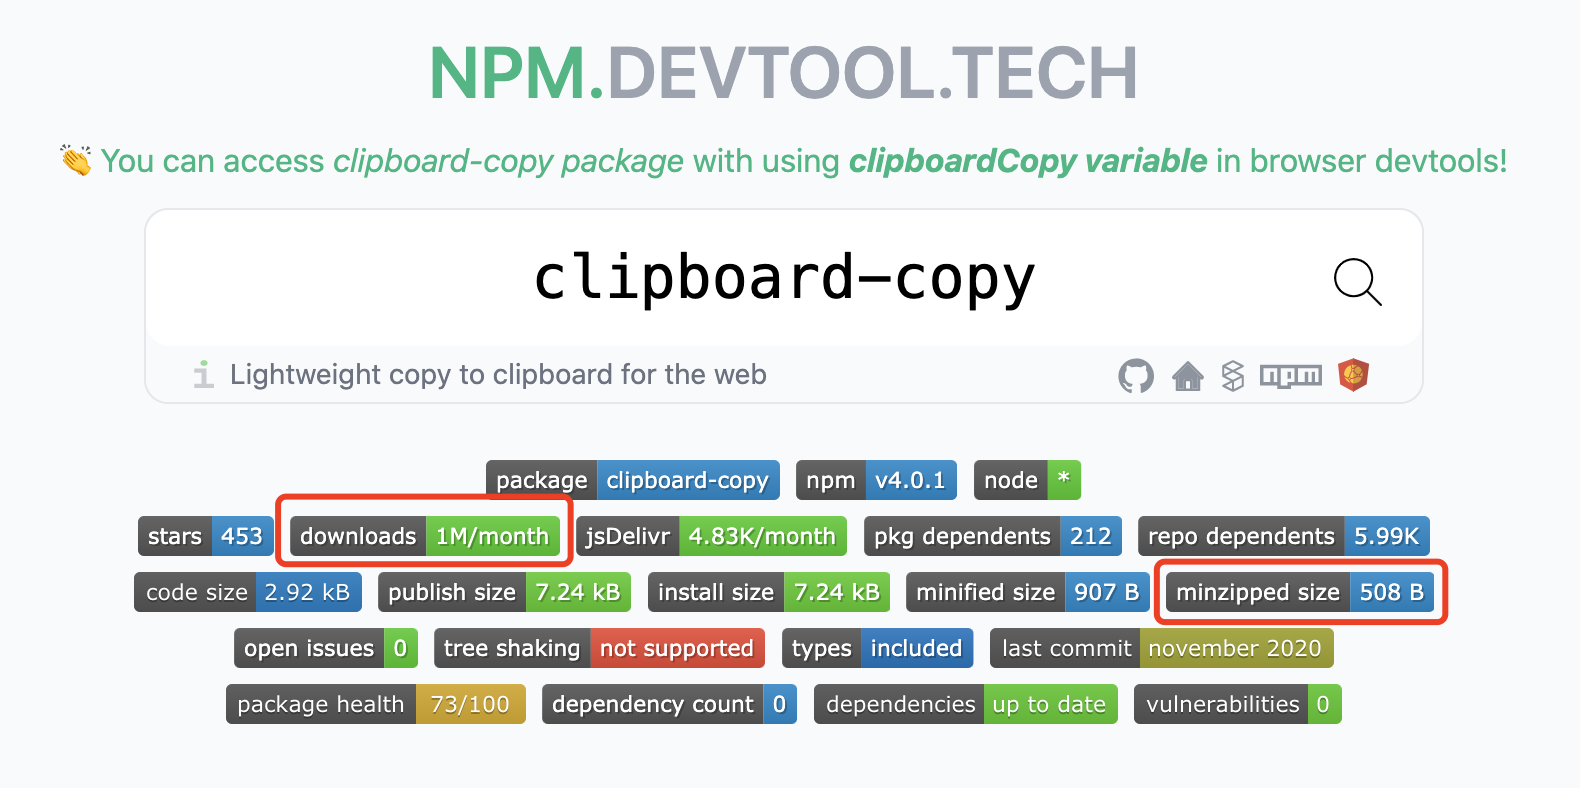 NPM.DEVTOOL.TECH
👏 You can access clipboard-copy package with using clipboardCopy variable in browser devtools!
clipboard-copy
i Lightweight copy to clipboard for the web npm
package clipboard-copy npm v4.0.1 node *
stars 453 downloads 1M/month jsDelivr 4.83K/month pkg dependents 212 repo dependents 5.99K
code size 2.92 kB publish size 7.24 kB install size 7.24 kB minified size 907 B minzipped size 508 B
open issues 0 tree shaking not supported types included last commit november 2020
package health 73/100 dependency count 0 dependencies up to date vulnerabilities 0